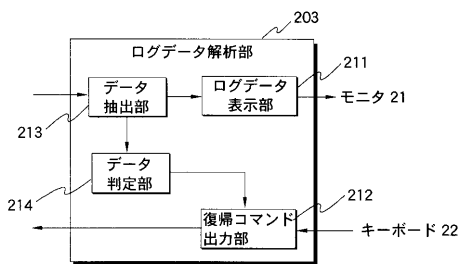 203
ログデータ解析部
211
データ
抽出部
ログデータ
表示部
モニタ 21
213
データ
判定部
214
212
復帰コマンド
出力部
キーボード 22